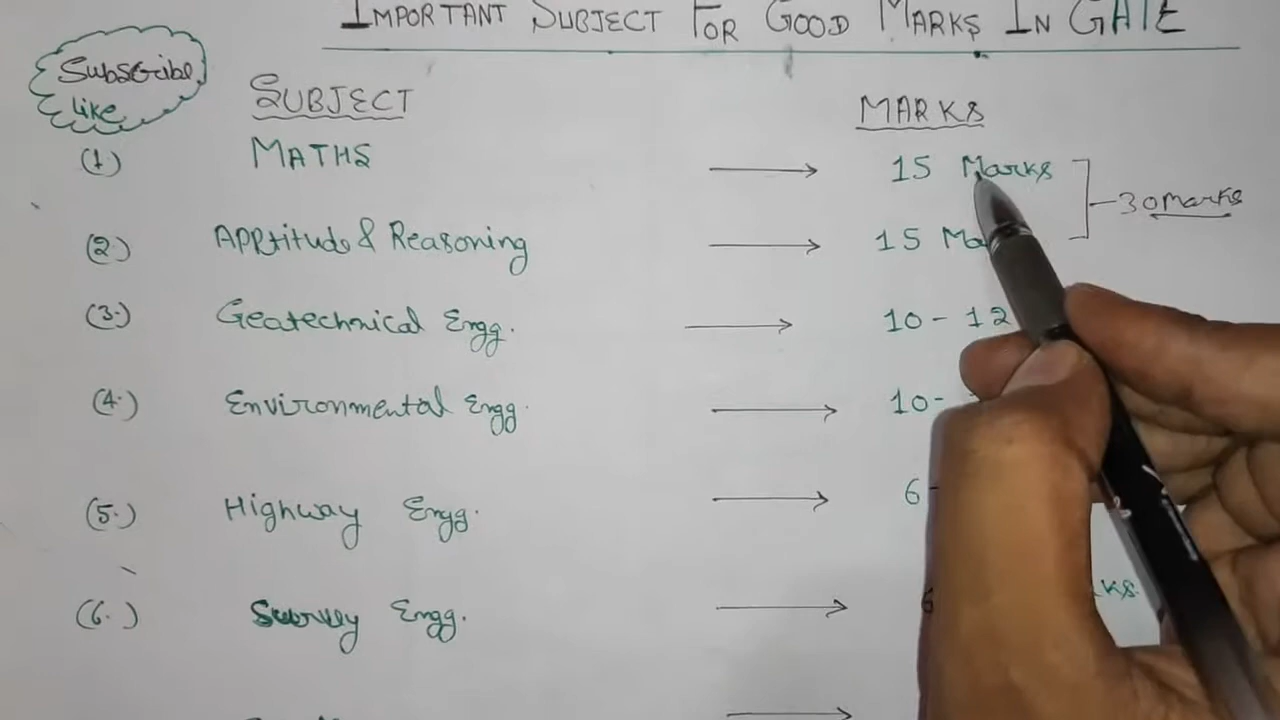 IMPORTANT SUBJECT FOR GOOD MARKS IN GATE
Subscribe
like
SUBJECT MARKS
(1) MATHS 15 Marks
30 marks
(2.) APPtitude & Reasoning 15
(3.) Geotechnical Engg. 10 - 12
(4.) Environmental Engg. 10 -
(5.) Highway Engg. 6 -
(6.) Survey Engg. 6